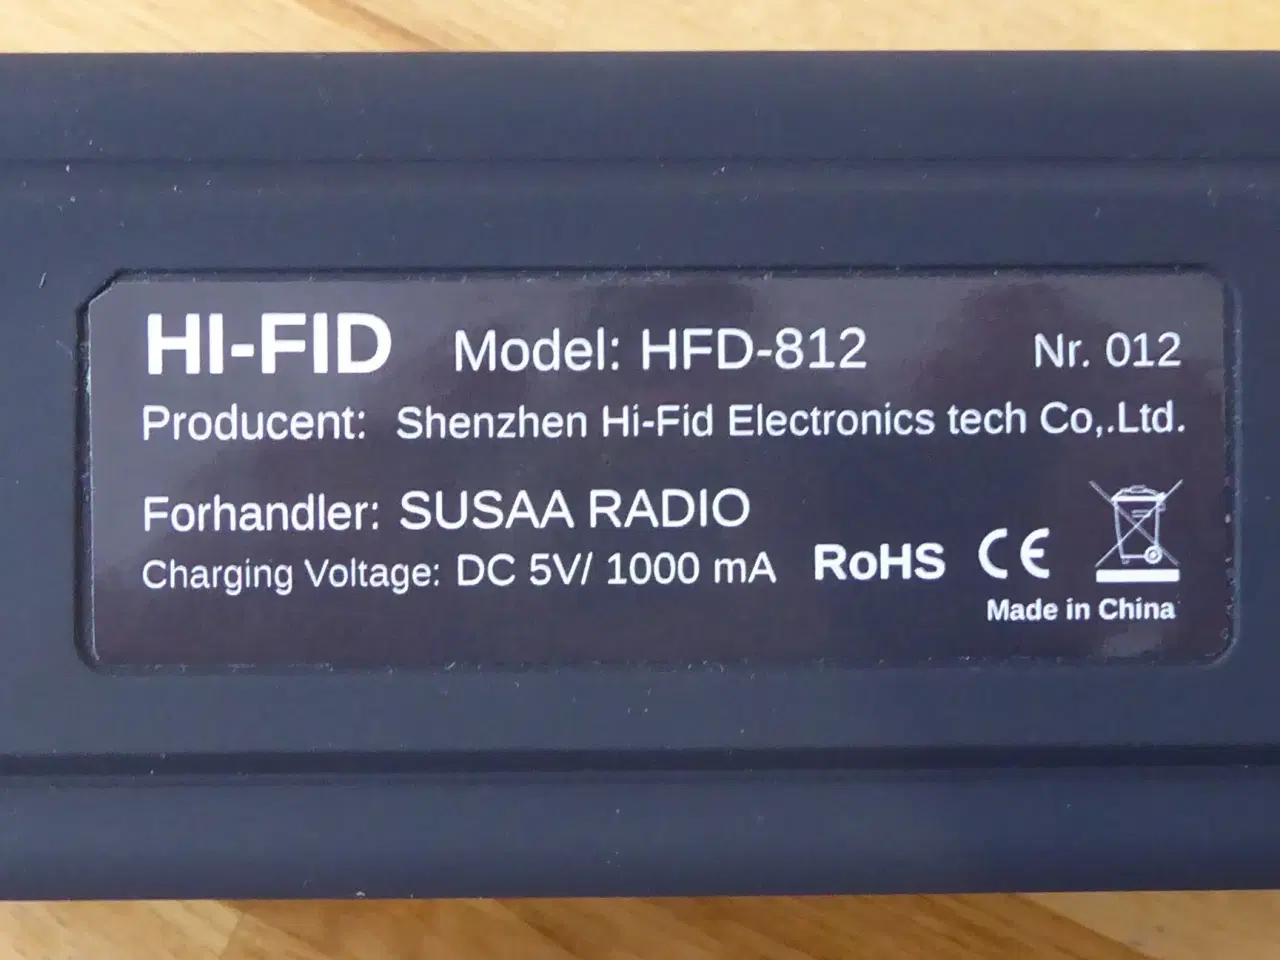 HI-FID Model: HFD-812 Nr. 012
Producent: Shenzhen Hi-Fid Electronics tech Co,.Ltd.
Forhandler: SUSAA RADIO
Charging Voltage: DC 5V/ 1000 mA RoHS CE
Made in China